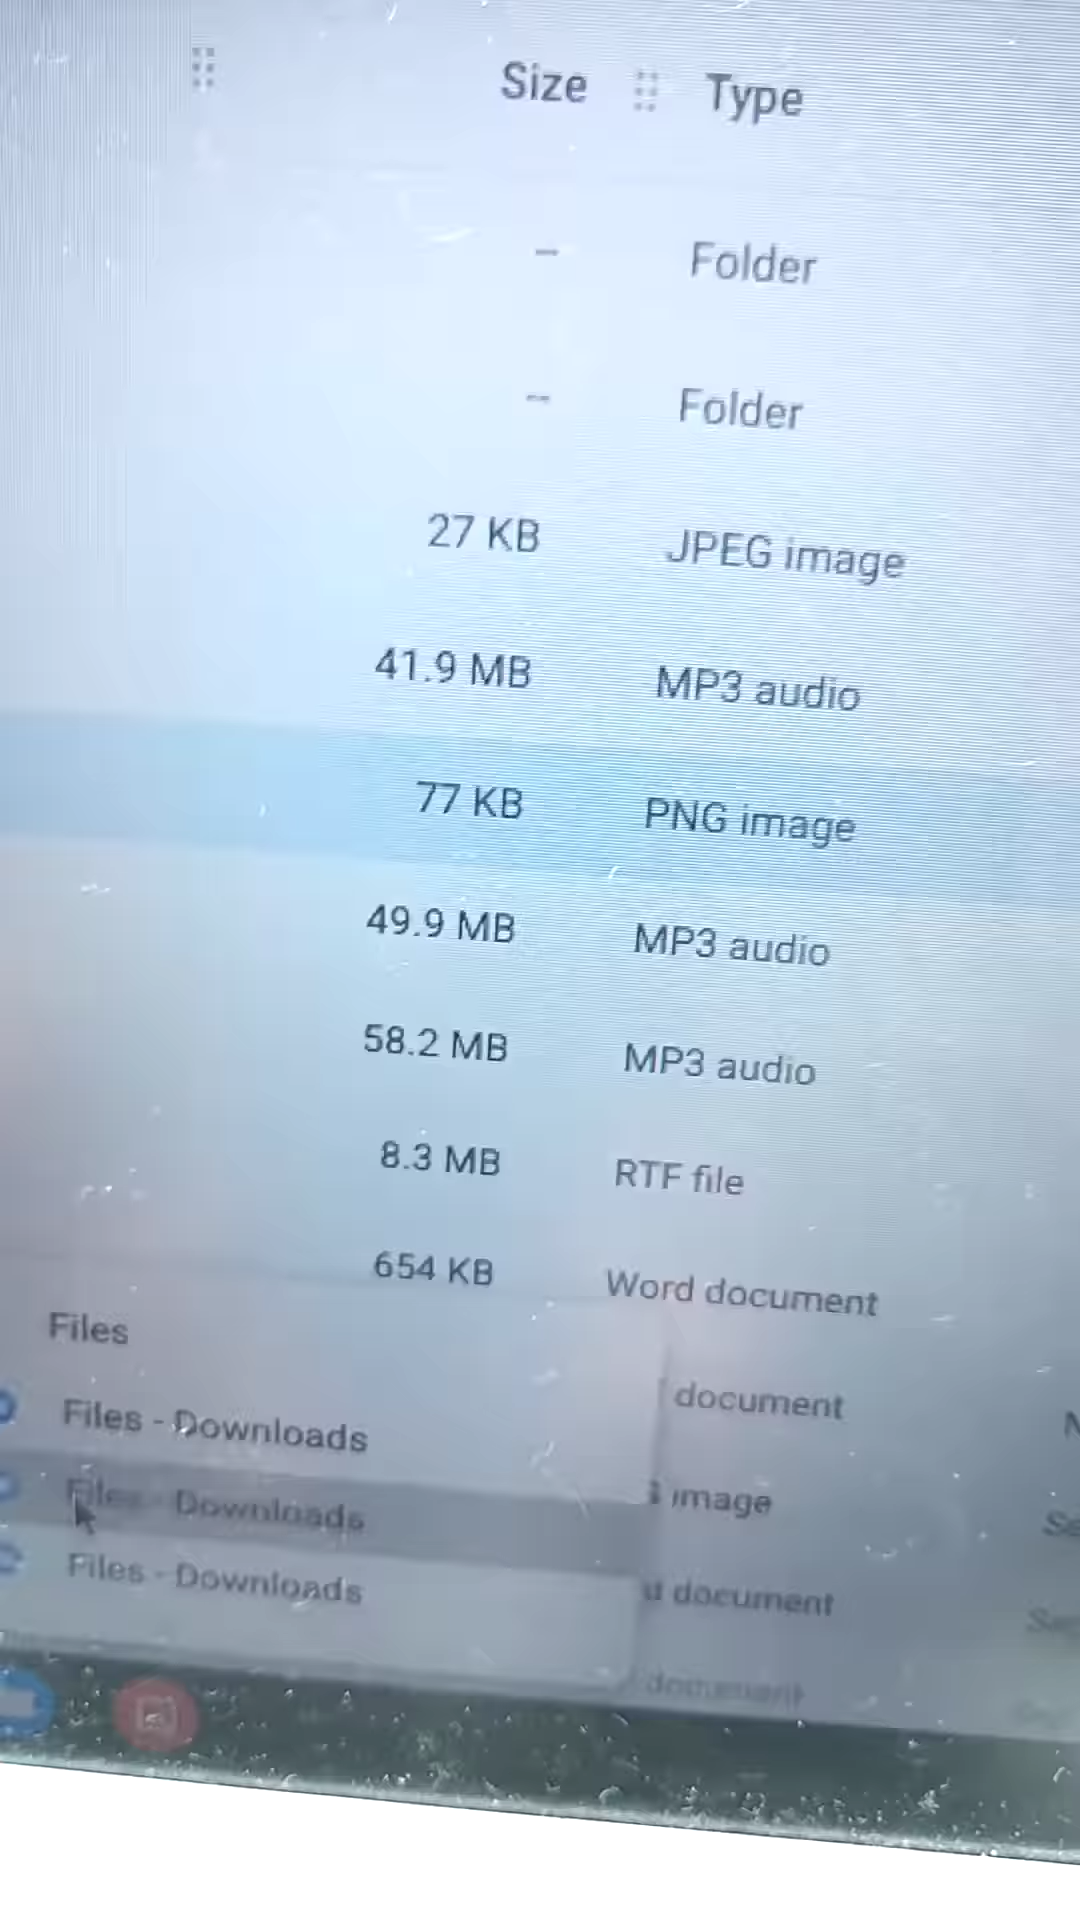 Size Type
-- Folder
-- Folder
27 KB JPEG image
41.9 MB MP3 audio
77 KB PNG image
49.9 MB MP3 audio
58.2 MB MP3 audio
8.3 MB RTF file
654 KB Word document
Files
document
Files - Downloads
image
Files - Downloads
document
Files - Downloads
document